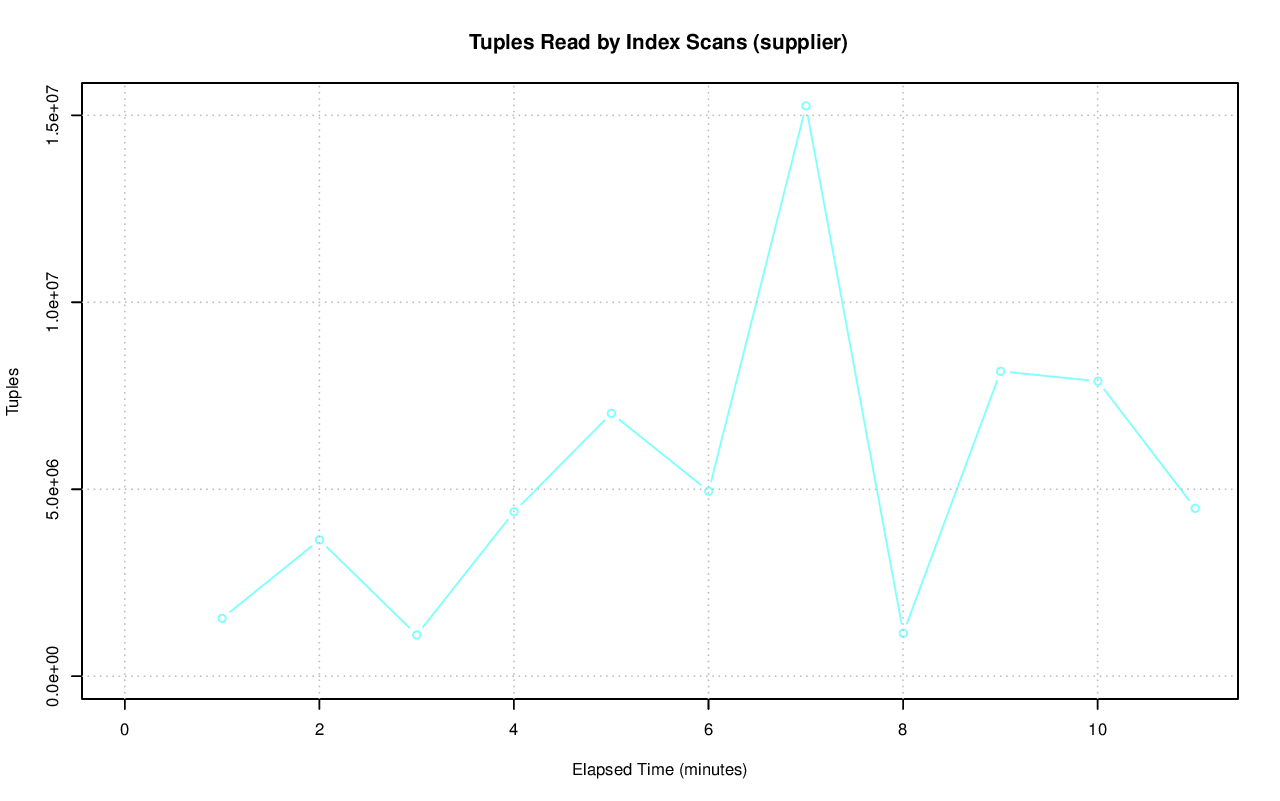 Tuples Read by Index Scans (supplier)
1.5e+07
1.0e+07
5.0e+06
0.0e+00
Tuples
0 2 4 6 8 10
Elapsed Time (minutes)